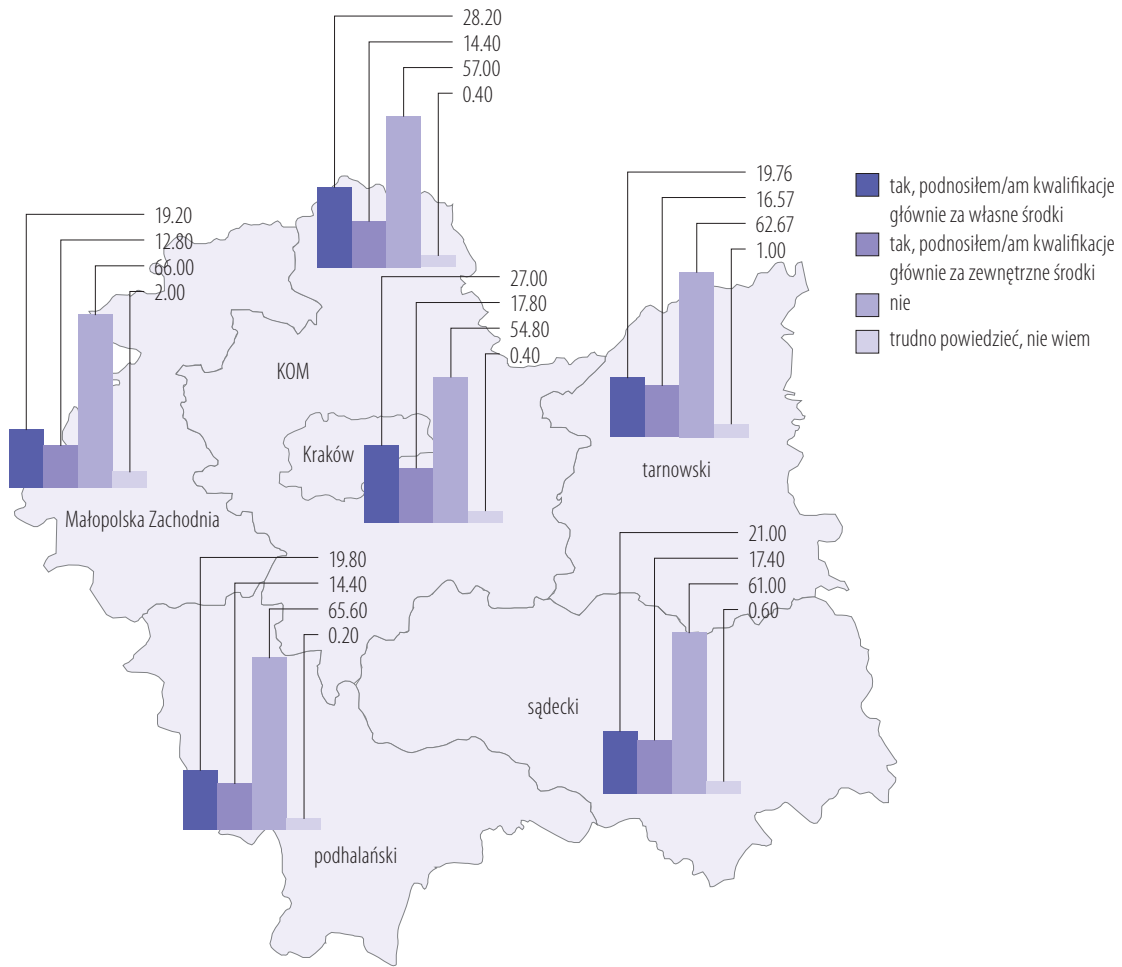 28.20
14.40
57.00
0.40
19.76
16.57
62.67
1.00
tak, podnosiłem/am kwalifikacje
głównie za własne środki
tak, podnosiłem/am kwalifikacje
głównie za zewnętrzne środki
nie
trudno powiedzieć, nie wiem
19.20
12.80
66.00
2.00
27.00
17.80
54.80
0.40
KOM
Kraków
tarnowski
Małopolska Zachodnia
19.80
14.40
65.60
0.20
21.00
17.40
61.00
0.60
sądecki
podhalański